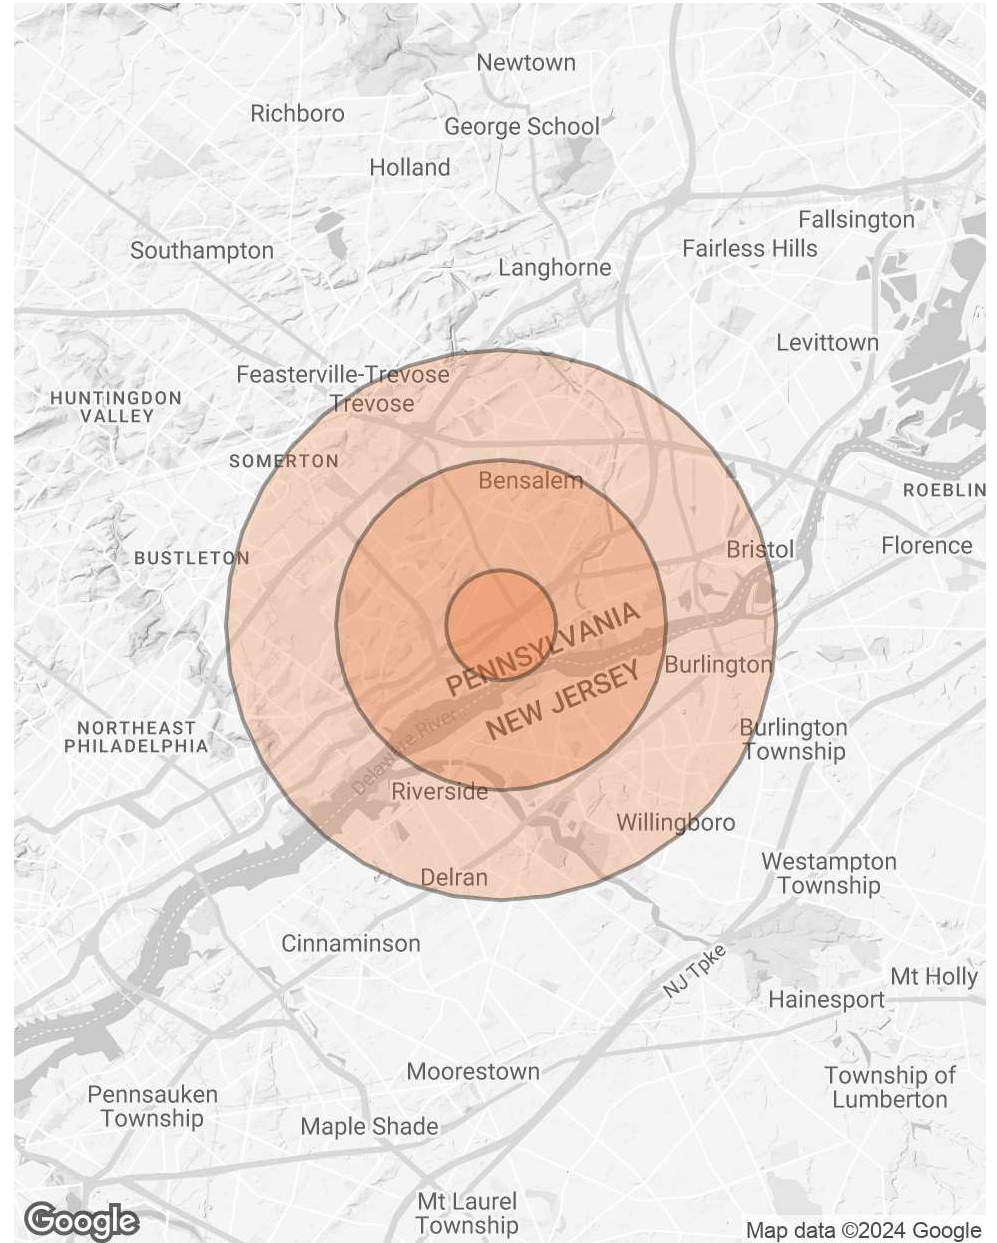 Newtown
Richboro
George School
Holland
Fallsington
Southampton
Fairless Hills
Langhorne
Levittown
Feasterville-Trevose
HUNTINGDON
VALLEY
Trevose
SOMERTON
Bensalem
ROEBLIN
BUSTLETON
Bristol
Florence
PENNSYLVANIA
NEW JERSEY
Burlington
Delaware River
NORTHEAST
PHILADELPHIA
Burlington
Township
Riverside
Willingboro
Delran
Westampton
Township
Cinnaminson
NJ Tpke
Mt Holly
Hainesport
Moorestown
Township of
Lumberton
Pennsauken
Township
Maple Shade
Mt Laurel
Township
Google
Map data ©2024 Google